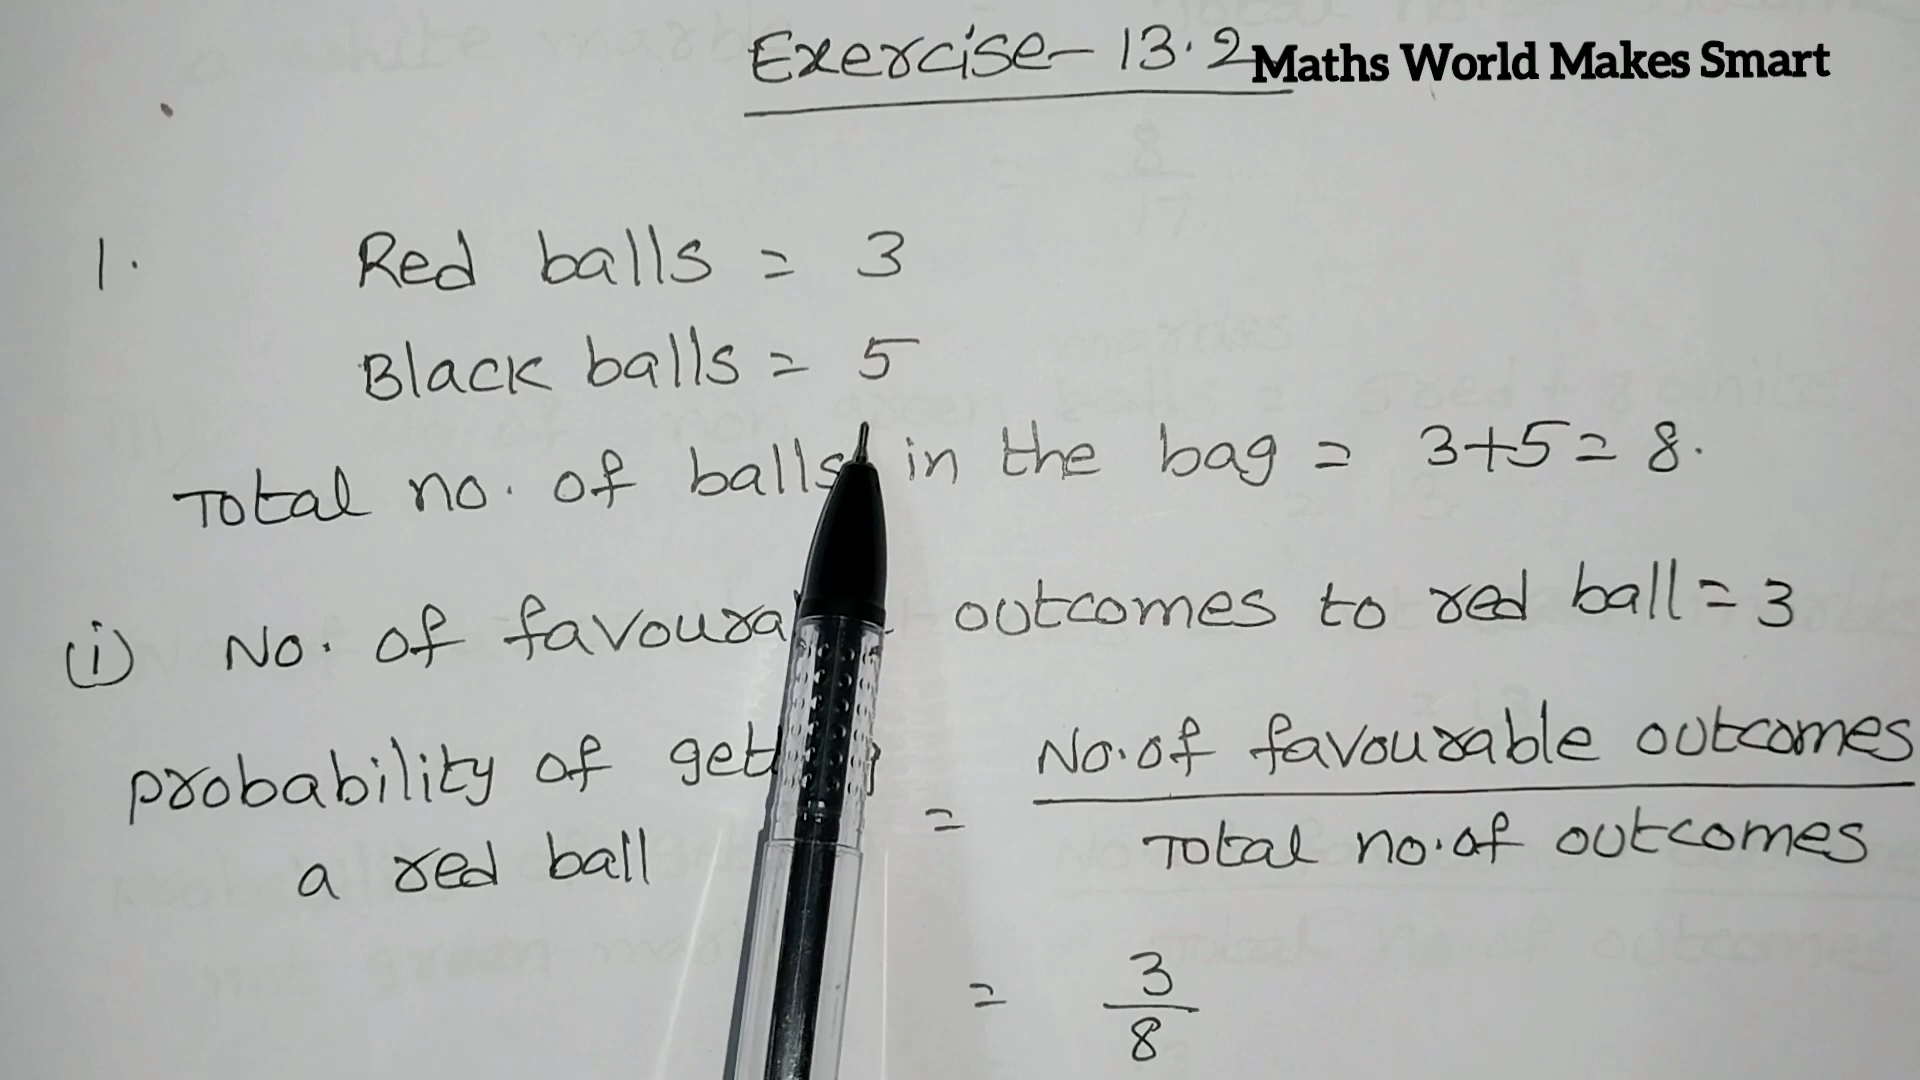 Exercise - 13.2
Maths World Makes Smart
1. Red balls = 3
Black balls = 5
Total no. of balls in the bag = 3+5 = 8.
(i) No. of outcomes to red ball = 3
probability of
a red ball
= No. of favourable outcomes
Total no. of outcomes
= 3
8